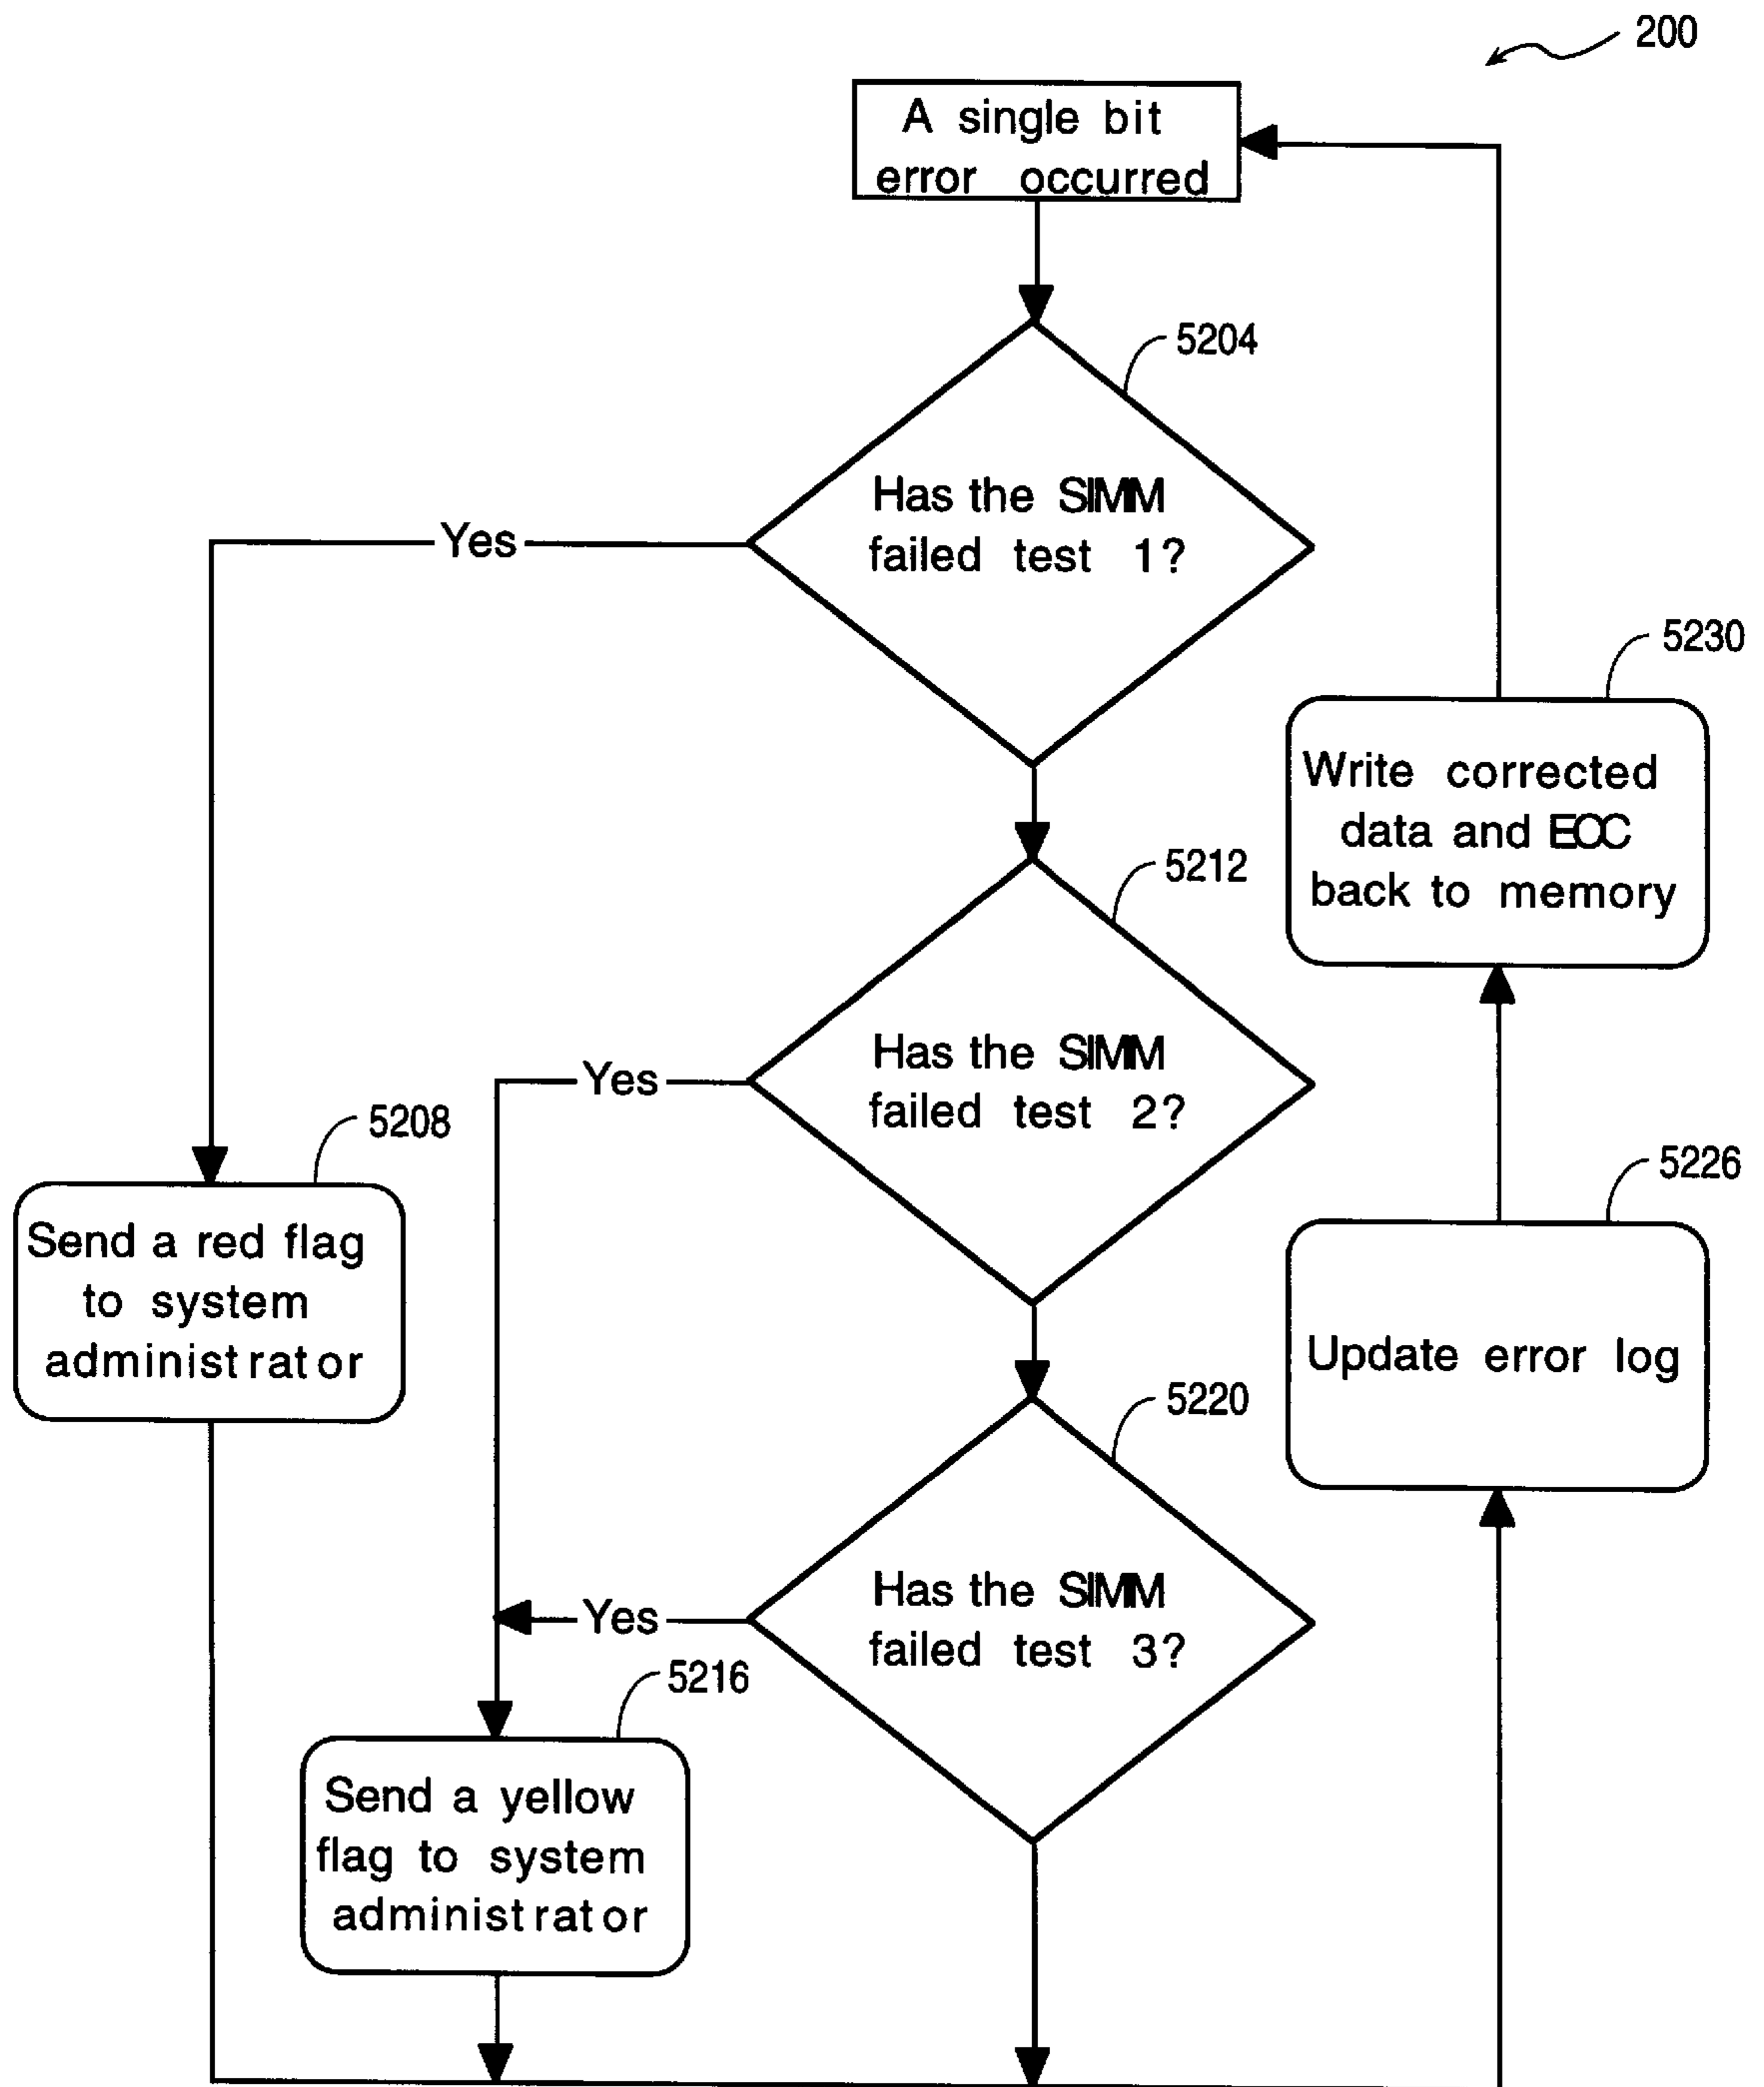 200
A single bit
error occurred
5204
Has the SIMM
failed test 1?
Yes
5230
Write corrected
data and ECC
back to memory
5212
Has the SIMM
failed test 2?
Yes
5208
Send a red flag
to system
administrator
5226
Update error log
5220
Has the SIMM
failed test 3?
Yes
5216
Send a yellow
flag to system
administrator